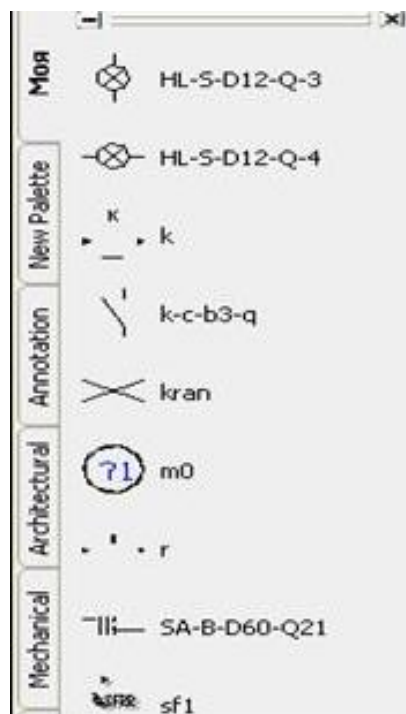 Моя
New Palette
Annotation
Architectural
Mechanical
HL-S-D12-Q-3
HL-S-D12-Q-4
K
k
k-c-b3-q
kran
?1
m0
r
SA-B-D60-Q21
sf1